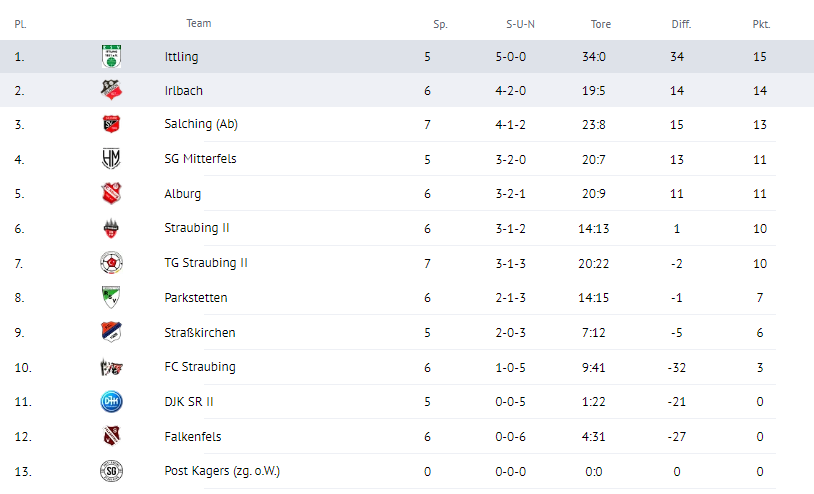 Pl. Team Sp. S-U-N Tore Diff. Pkt.
1. Ittling 5 5-0-0 34:0 34 15
2. Irlbach 6 4-2-0 19:5 14 14
3. Salching (Ab) 7 4-1-2 23:8 15 13
4. SG Mitterfels 5 3-2-0 20:7 13 11
5. Alburg 6 3-2-1 20:9 11 11
6. Straubing II 6 3-1-2 14:13 1 10
7. TG Straubing II 7 3-1-3 20:22 -2 10
8. Parkstetten 6 2-1-3 14:15 -1 7
9. Straßkirchen 5 2-0-3 7:12 -5 6
10. FC Straubing 6 1-0-5 9:41 -32 3
11. DJK SR II 5 0-0-5 1:22 -21 0
12. Falkenfels 6 0-0-6 4:31 -27 0
13. Post Kagers (zg. o.W.) 0 0-0-0 0:0 0 0